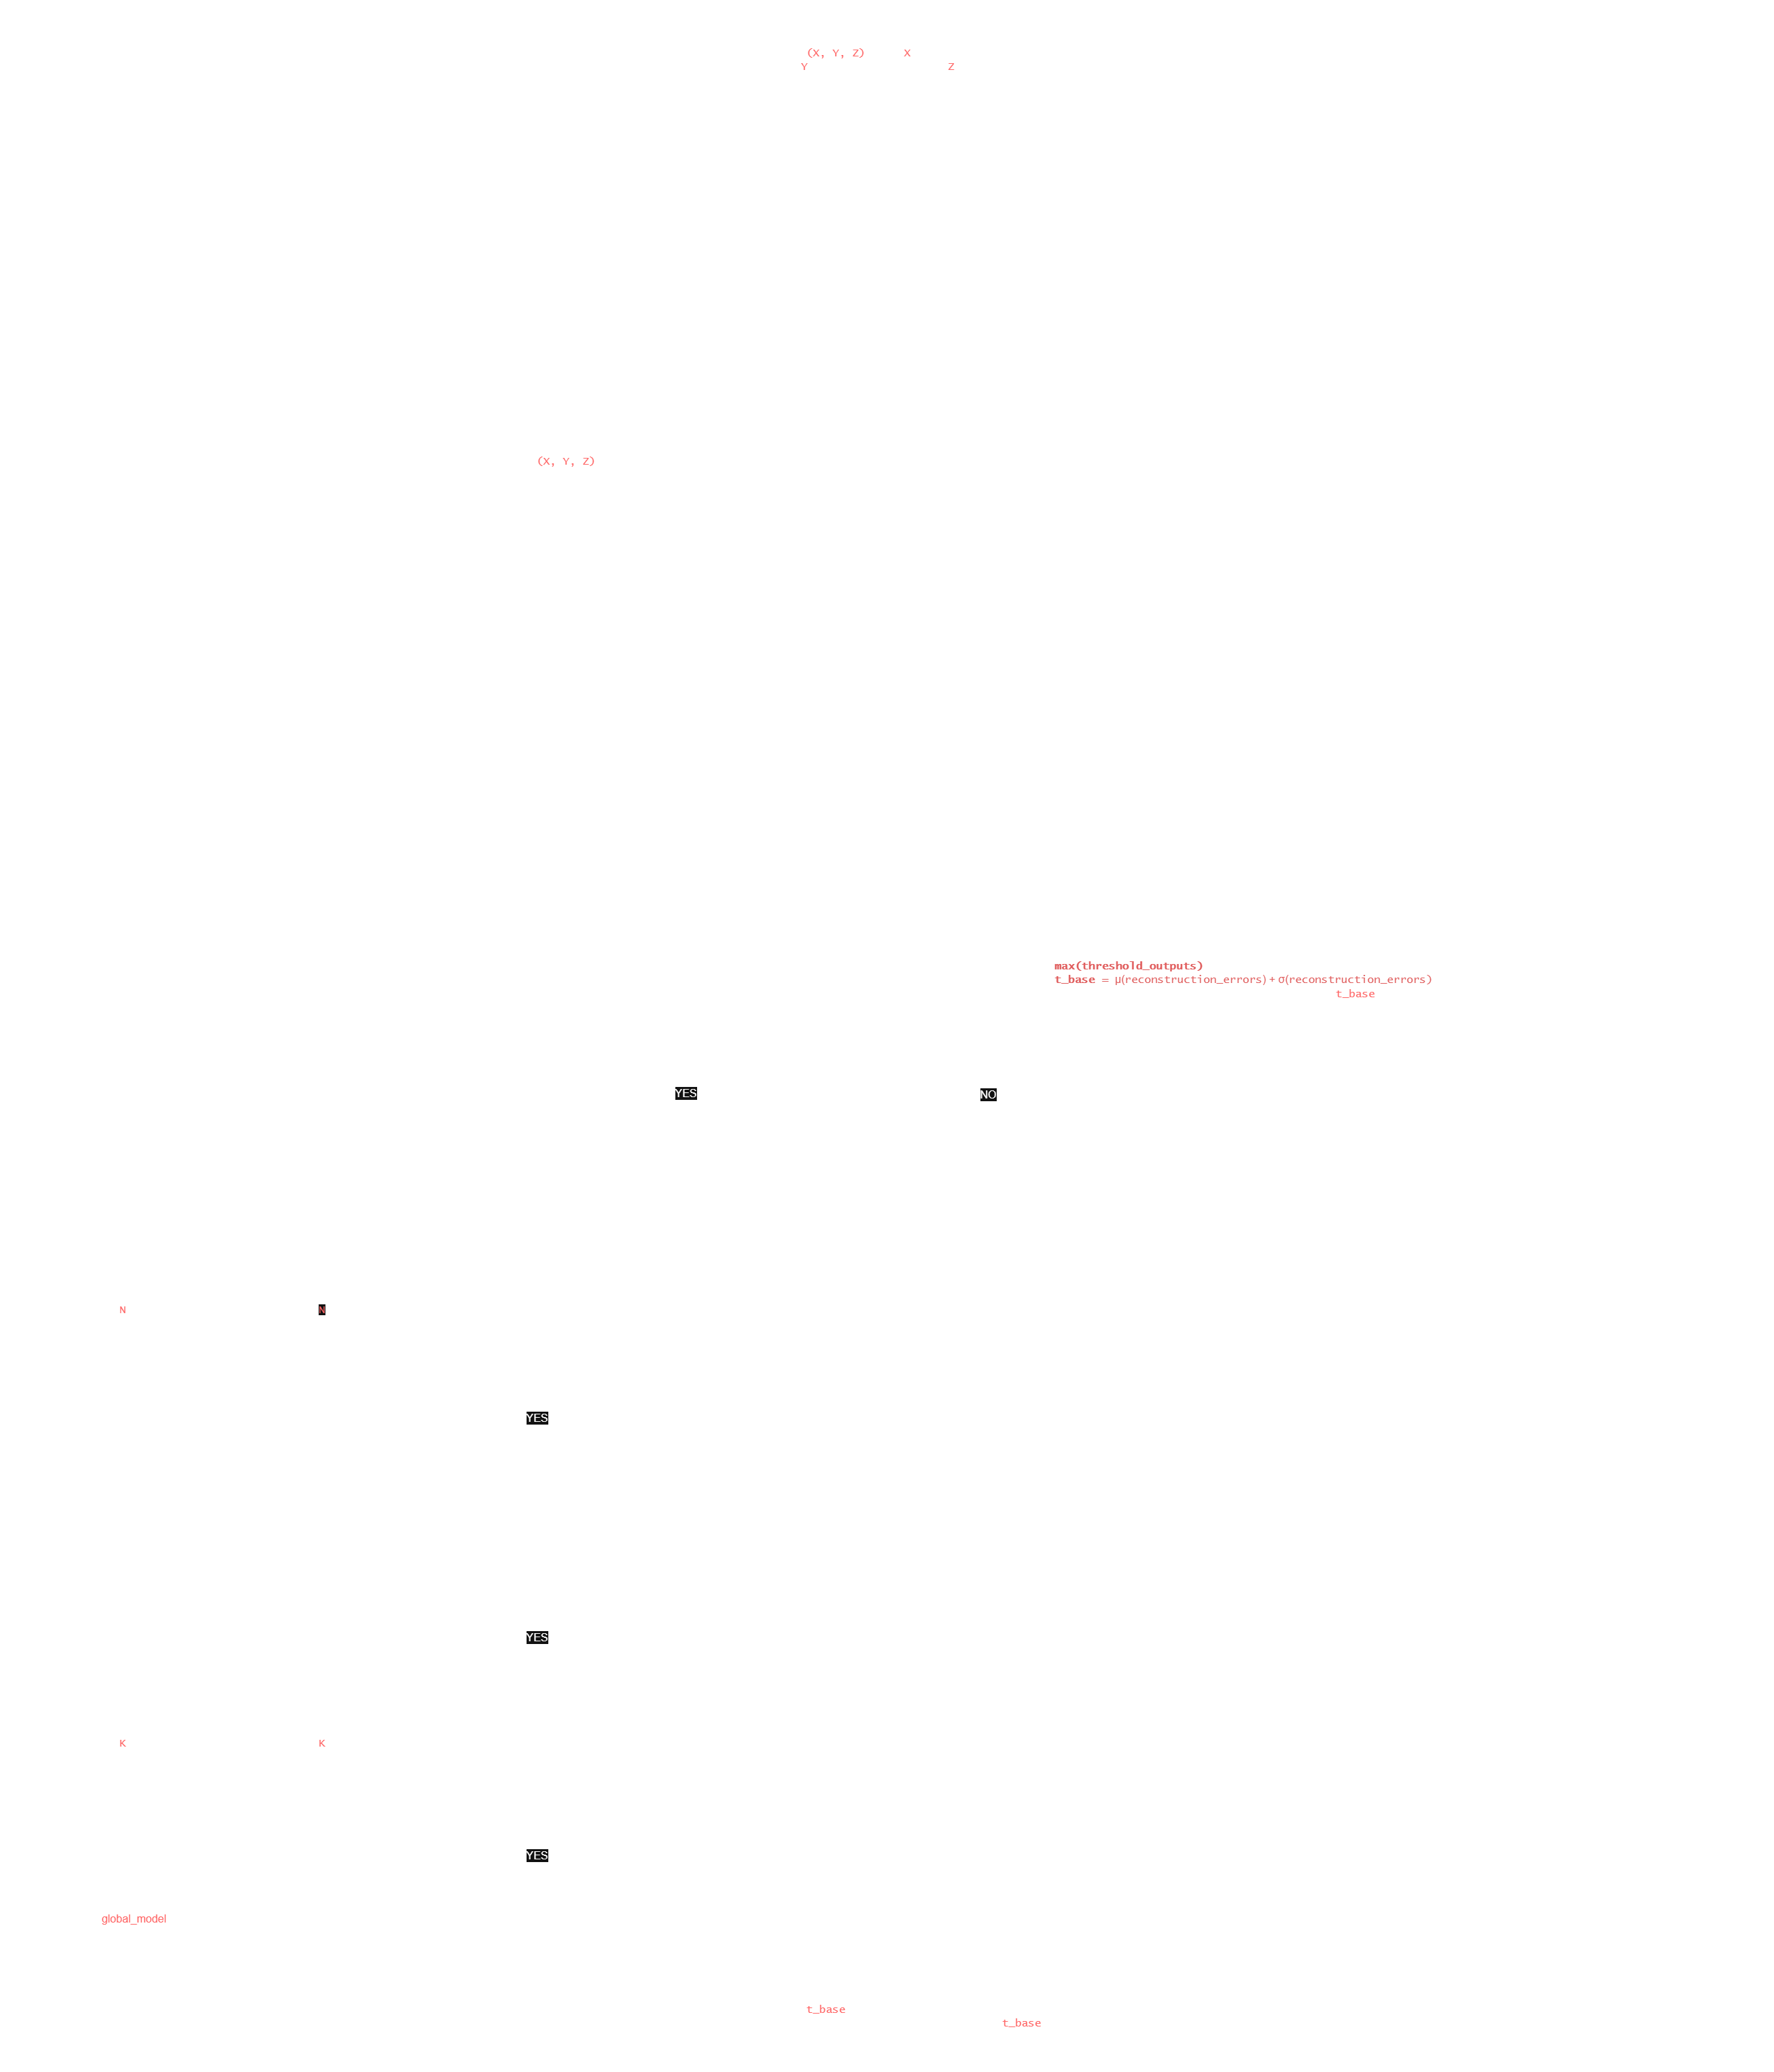 (X, Y, Z) X
Y Z
(X, Y, Z)
max(threshold_outputs)
t_base = μ(reconstruction_errors) + σ(reconstruction_errors)
t_base
YES NO
N N
YES
YES
K K
YES
global_model
t_base
t_base